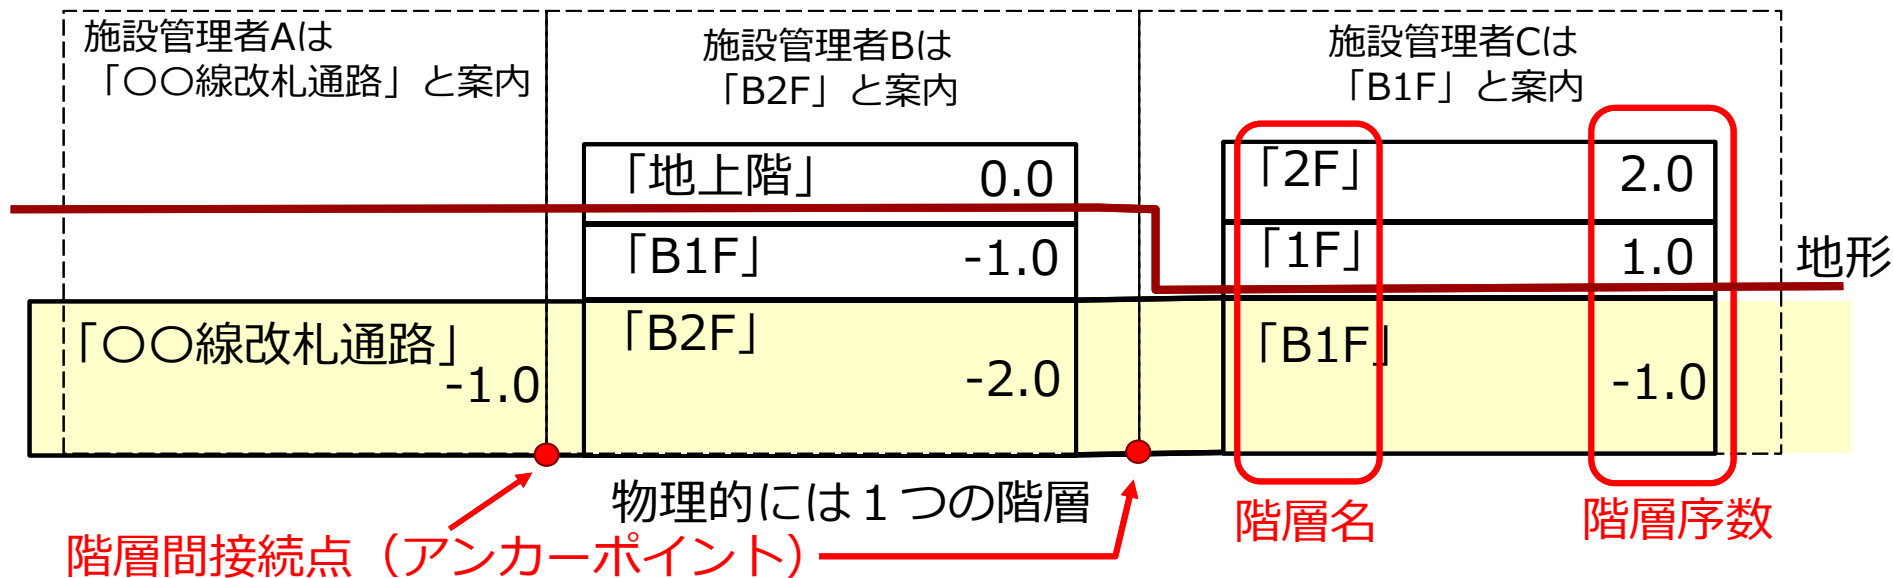 施設管理者Aは
「〇〇線改札通路」と案内
施設管理者Bは
「B2F」と案内
施設管理者Cは
「B1F」と案内
「地上階」 0.0
「B1F」 -1.0
「B2F」
-2.0
「2F」 2.0
「1F」 1.0
「B1F」
-1.0
地形
「〇〇線改札通路」
-1.0
物理的には１つの階層
階層間接続点（アンカーポイント）
階層名
階層序数